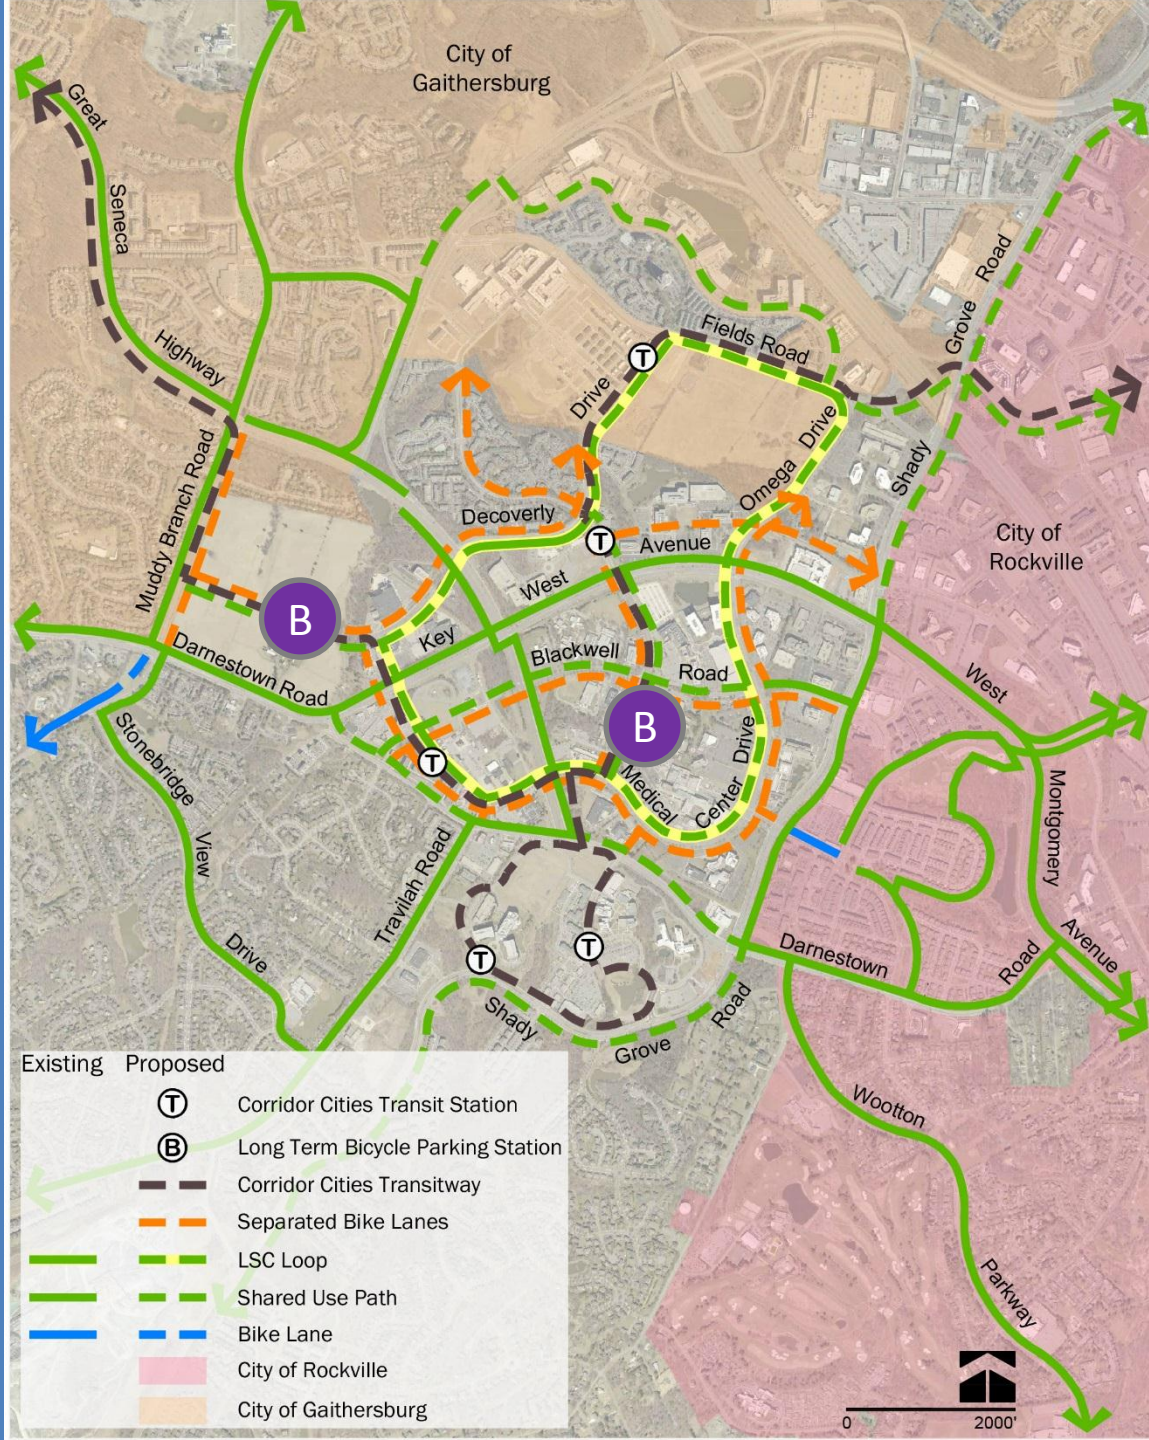 City of
Gaithersburg
Great
Seneca
Highway
Grove Road
Fields Road
Drive
Omega Drive
Shady
Muddy Branch Road
Decoverly
Avenue
City of
Rockville
West
B
Key
Blackwell Road
Darnestown Road
West
B
Stonebridge
View
Drive
T
T
T
Medical
Center Drive
Montgomery
Avenue
Travilah Road
Darnestown
Road
T
T
Shady
Grove
Road
Wootton
Parkway
Existing Proposed
T Corridor Cities Transit Station
B Long Term Bicycle Parking Station
Corridor Cities Transitway
Separated Bike Lanes
LSC Loop
Shared Use Path
Bike Lane
City of Rockville
City of Gaithersburg
0 2000'